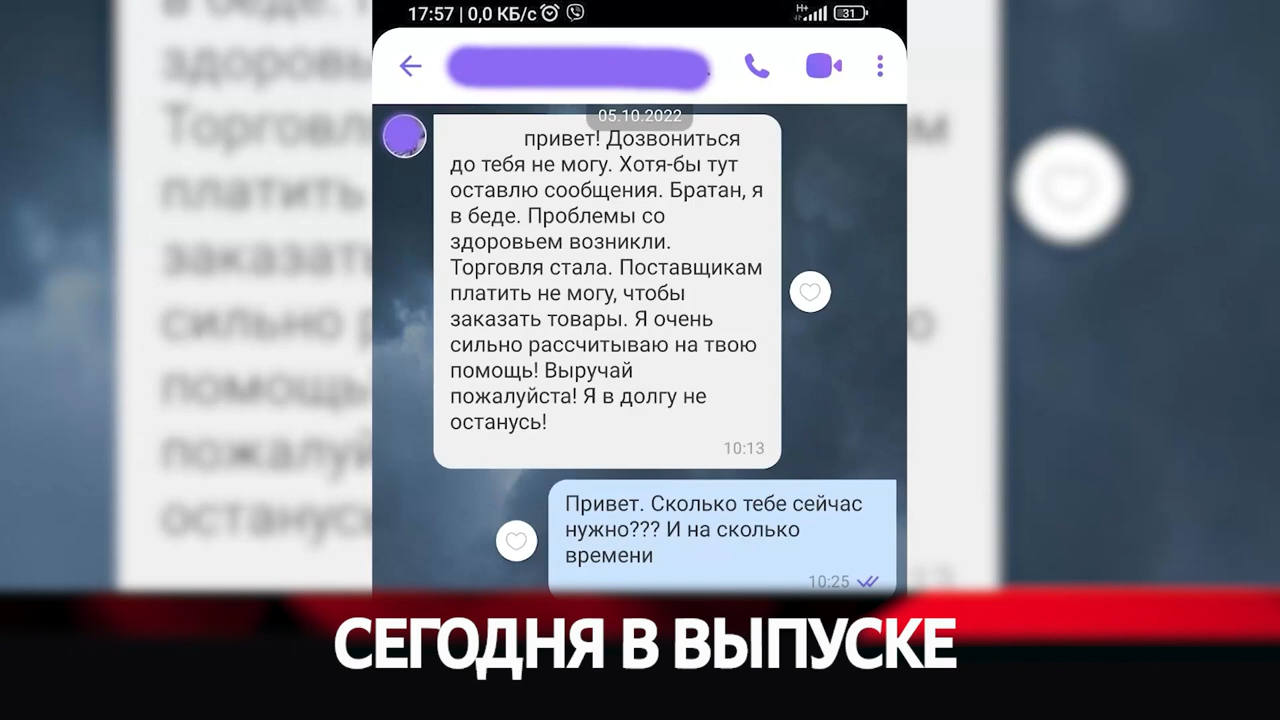 17:57 | 0,0 КБ/с
H+
31
05.10.2022
привет! Дозвониться
до тебя не могу. Хотя-бы тут
оставлю сообщения. Братан, я
в беде. Проблемы со
здоровьем возникли.
Торговля стала. Поставщикам
платить не могу, чтобы
заказать товары. Я очень
сильно рассчитываю на твою
помощь! Выручай
пожалуйста! Я в долгу не
останусь!
10:13
Привет. Сколько тебе сейчас
нужно??? И на сколько
времени
10:25
СЕГОДНЯ В ВЫПУСКЕ